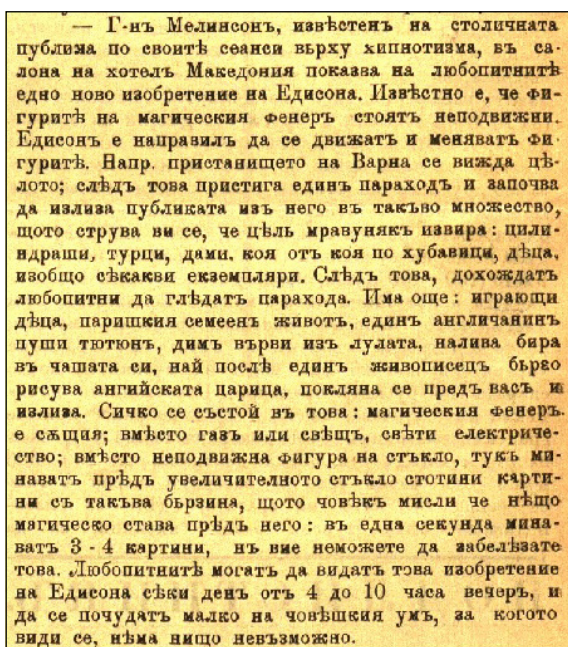 — Г-нъ Мелинсонъ, извѣстенъ на столичната
публика по своитѣ сеанси върху хипнотизма, въ са-
лона на хотелъ Македония показва на любопитнитѣ
едно ново изобретение на Едисона. Извѣстно е, че фи-
гуритѣ на магическия фенеръ стоятъ неподвижни.
Едисонъ е направилъ да се движатъ и меняватъ фи-
гуритѣ. Напр. пристанището на Варна се вижда цѣ-
лото; слѣдъ това пристига единъ параходъ и започва
да излиза публиката изъ него въ такъво множество,
щото струва ви се, че цѣлъ мравунякъ извира: цили-
ндраши, турци, дами, коя отъ коя по хубавици, дѣца,
изобщо сѣкакви екземпляри. Слѣдъ това, дохождатъ
любопитни да глѣдатъ парахода. Има още: играющи
дѣца, паришкия семеенъ животъ, единъ англичанинъ
пуши тютюнъ, димъ върви изъ лулата, налива бира
въ чашата си, най послѣ единъ живописецъ бързо
рисува ангийската царица, покляна се предъ васъ и
излиза. Сичко се състой въ това: магическия фенеръ.
е сѫщия; вмѣсто газъ или свѣщъ, свѣти електриче-
ство; вмѣсто неподвижна фигура на стъкло, тукъ ми-
наватъ прѣдъ увеличителното стъкло стотини карти-
ни съ такъва бързина, щото човѣкъ мисли че нѣщо
магическо става прѣдъ него: въ една секунда мина-
ватъ 3 - 4 картини, нъ вие неможете да забелѣзате
това. Любопитнитѣ могатъ да видатъ това изобретение
на Едисона сѣки денъ отъ 4 до 10 часа вечеръ, и
да се почудатъ малко на човѣшкия умъ, за когото
види се, нѣма нищо невъзможно.